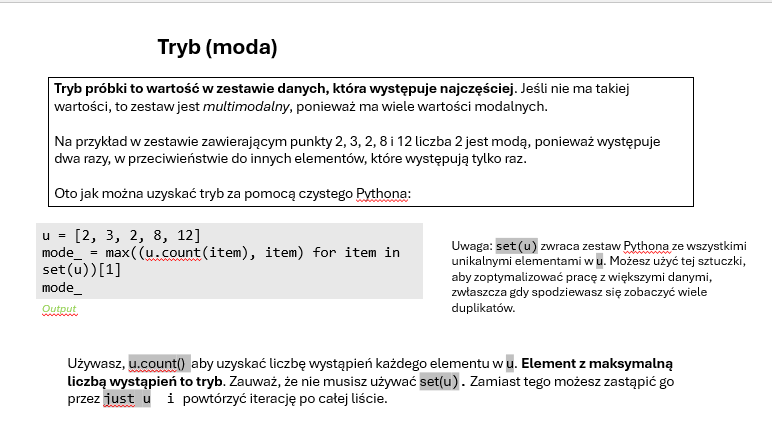 Tryb (moda)
Tryb próbki to wartość w zestawie danych, która występuje najczęściej. Jeśli nie ma takiej
wartości, to zestaw jest multimodalny, ponieważ ma wiele wartości modalnych.
Na przykład w zestawie zawierającym punkty 2, 3, 2, 8 i 12 liczba 2 jest modą, ponieważ występuje
dwa razy, w przeciwieństwie do innych elementów, które występują tylko raz.
Oto jak można uzyskać tryb za pomocą czystego Pythona:
u = [2, 3, 2, 8, 12]
mode_ = max((u.count(item), item) for item in
set(u))[1]
mode_
Output
Uwaga: set(u) zwraca zestaw Pythona ze wszystkimi
unikalnymi elementami w u. Możesz użyć tej sztuczki,
aby zoptymalizować pracę z większymi danymi,
zwłaszcza gdy spodziewasz się zobaczyć wiele
duplikatów.
Używasz, u.count() aby uzyskać liczbę wystąpień każdego elementu w u. Element z maksymalną
liczbą wystąpień to tryb. Zauważ, że nie musisz używać set(u). Zamiast tego możesz zastąpić go
przez just u i powtórzyć iterację po całej liście.